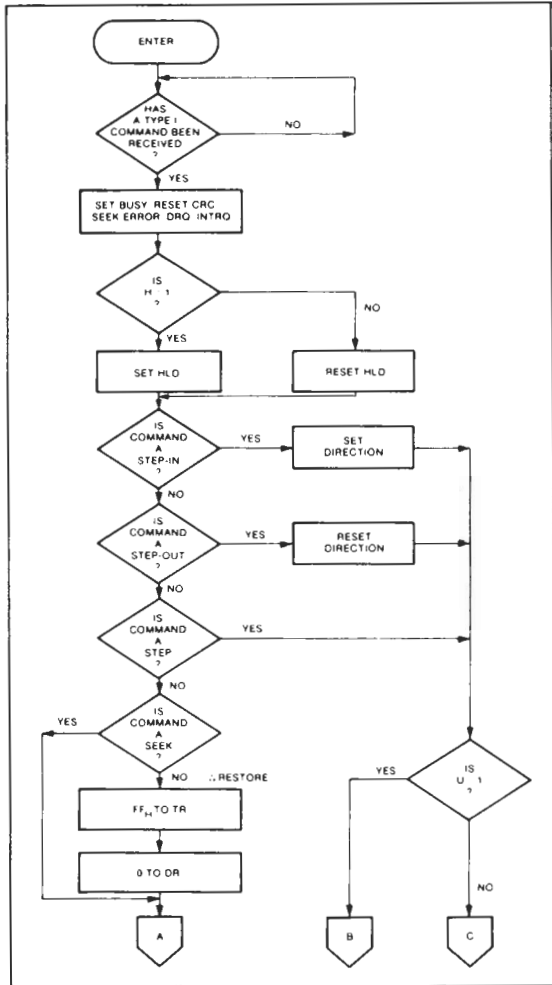 ENTER
HAS
A TYPE I
COMMAND BEEN
RECEIVED
?
NO
YES
SET BUSY RESET CRC
SEEK ERROR DRQ INTRQ
IS
H 1
?
NO
YES
SET HLD
RESET HLD
IS
COMMAND
A
STEP-IN
?
YES
SET
DIRECTION
NO
IS
COMMAND
A
STEP-OUT
?
YES
RESET
DIRECTION
NO
IS
COMMAND
A
STEP
?
YES
NO
IS
COMMAND
A
SEEK
?
YES
NO ∴ RESTORE
IS
U 1
?
YES
FFH TO TR
0 TO DR
NO
A
B
C